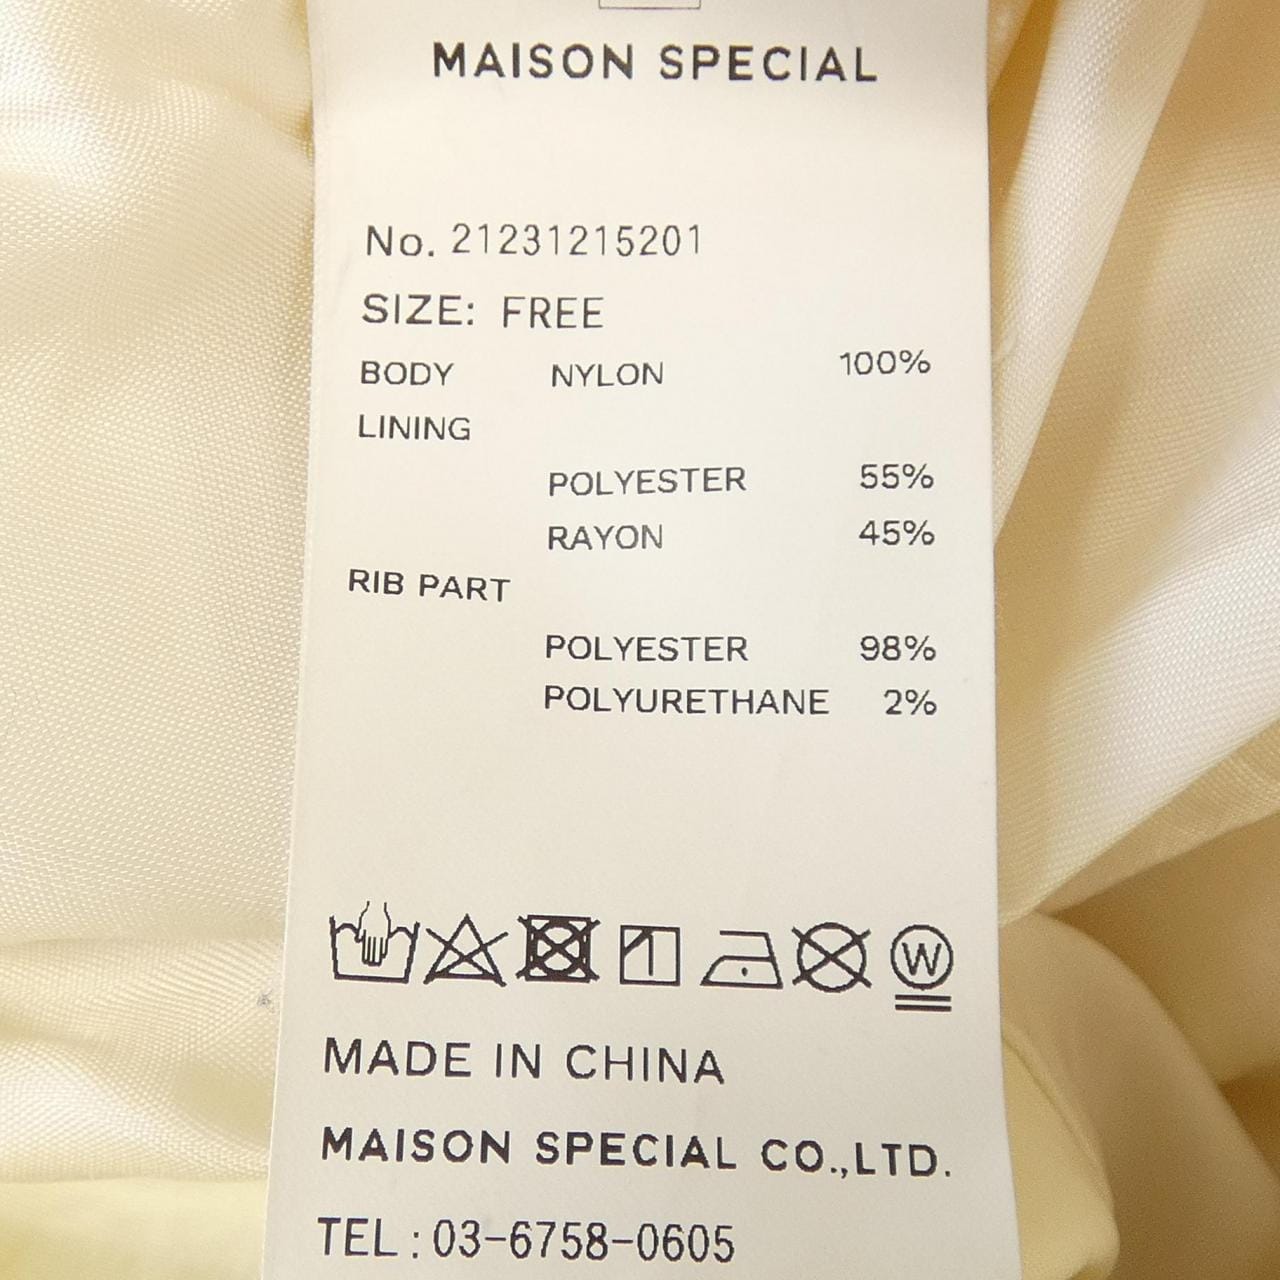 MAISON SPECIAL
No. 21231215201
SIZE: FREE
BODY NYLON 100%
LINING
POLYESTER 55%
RAYON 45%
RIB PART
POLYESTER 98%
POLYURETHANE 2%
W
MADE IN CHINA
MAISON SPECIAL CO.,LTD.
TEL : 03-6758-0605